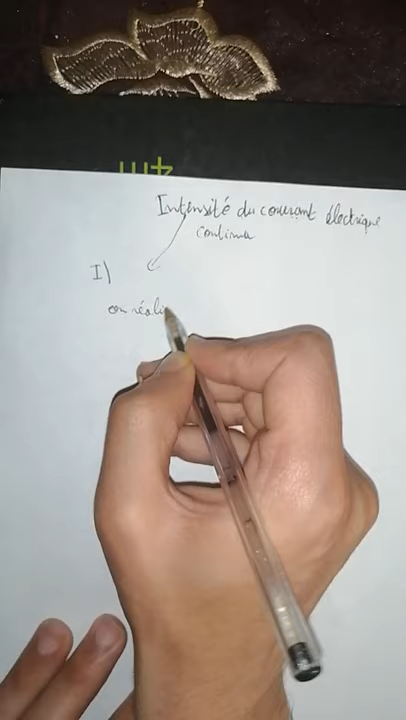 Intensité du courant électrique
continu
I)
on réali